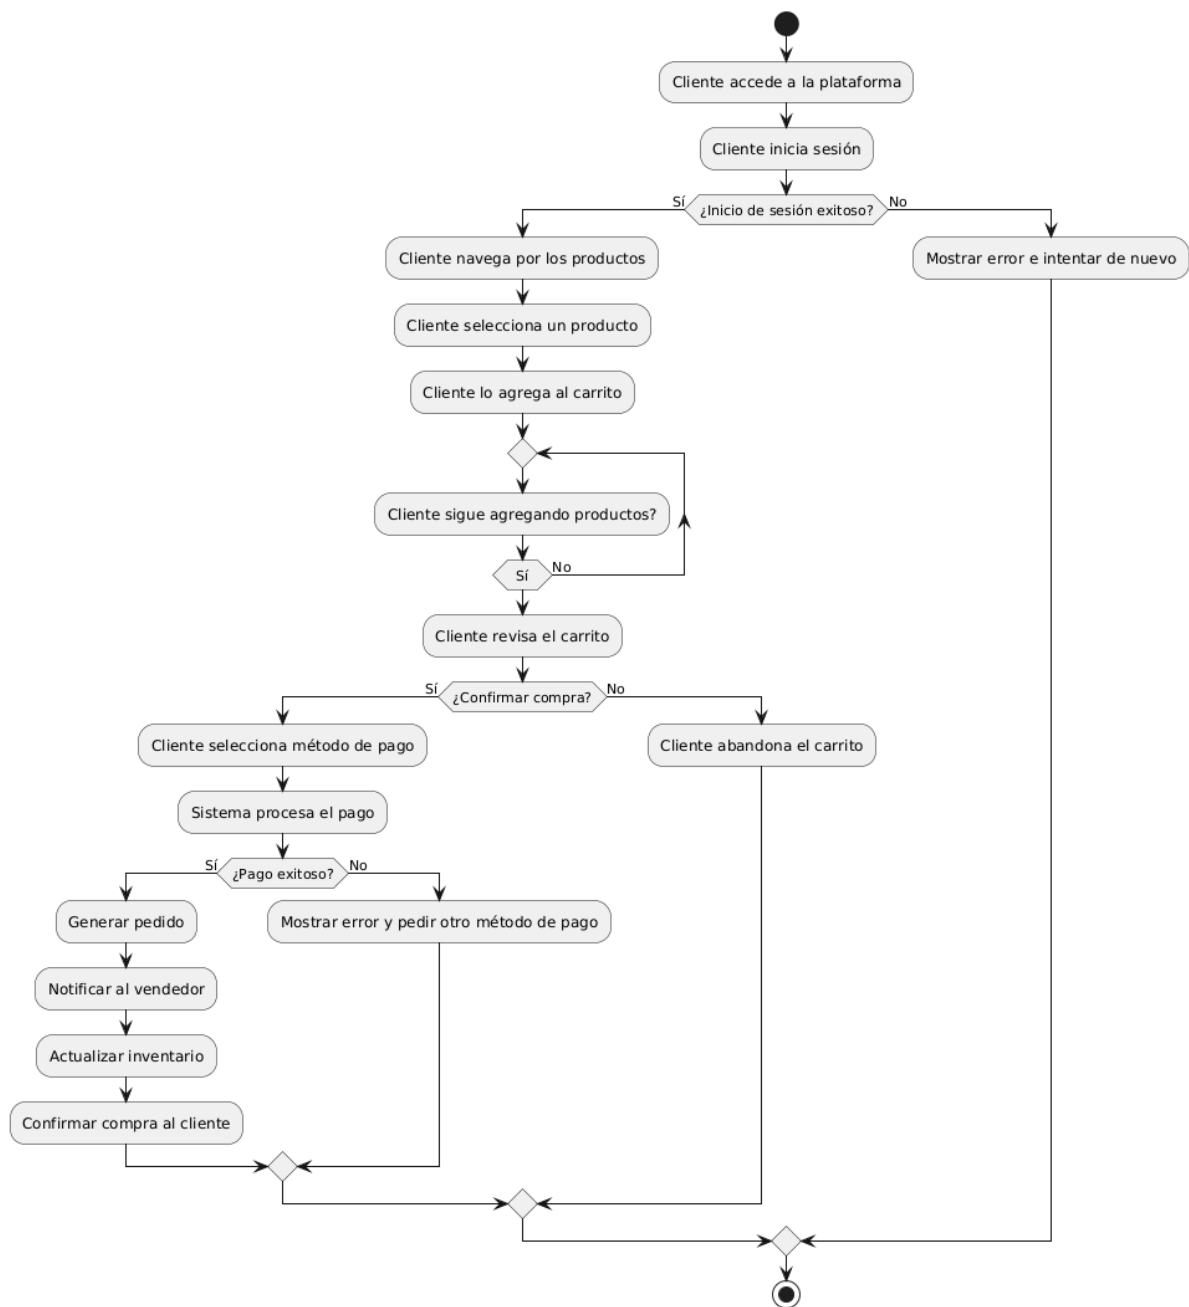 Cliente accede a la plataforma
Cliente inicia sesión
Sí
¿Inicio de sesión exitoso?
No
Cliente navega por los productos
Mostrar error e intentar de nuevo
Cliente selecciona un producto
Cliente lo agrega al carrito
Cliente sigue agregando productos?
Sí
No
Cliente revisa el carrito
Sí
¿Confirmar compra?
No
Cliente selecciona método de pago
Cliente abandona el carrito
Sistema procesa el pago
Sí
¿Pago exitoso?
No
Generar pedido
Mostrar error y pedir otro método de pago
Notificar al vendedor
Actualizar inventario
Confirmar compra al cliente